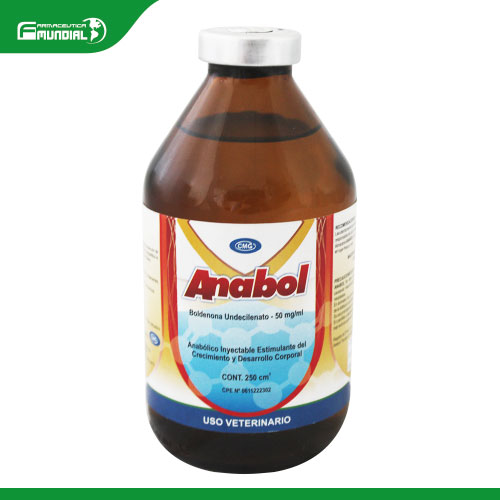 FARMACEUTICA
MUNDIAL
CMG
Anabol
Boldenona Undecilenato - 50 mg/ml
Anabólico Inyectable Estimulante del
Crecimiento y Desarrollo Corporal
CONT. 250 cm³
USO VETERINARIO